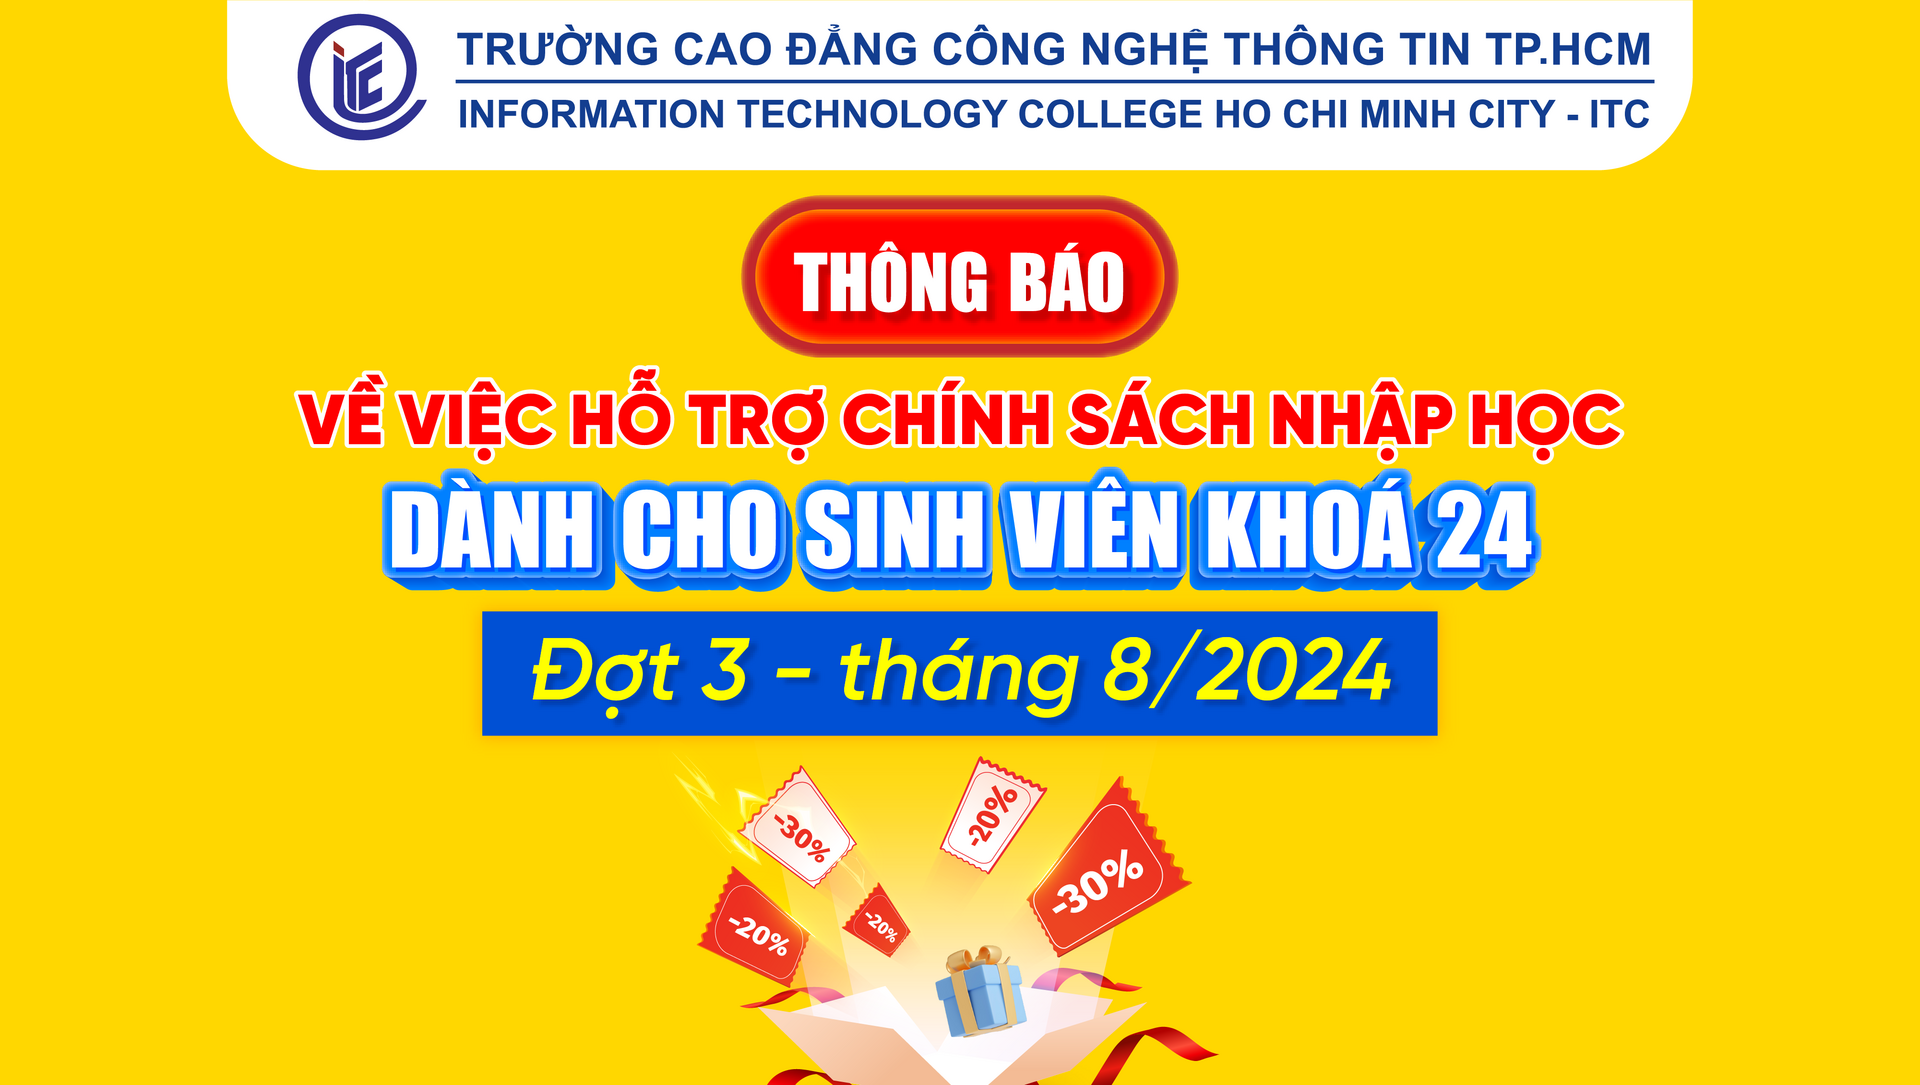 iTC
TRƯỜNG CAO ĐẲNG CÔNG NGHỆ THÔNG TIN TP.HCM
INFORMATION TECHNOLOGY COLLEGE HO CHI MINH CITY - ITC
THÔNG BÁO
VỀ VIỆC HỖ TRỢ CHÍNH SÁCH NHẬP HỌC
DÀNH CHO SINH VIÊN KHOÁ 24
Đợt 3 - tháng 8/2024
-30%
-20%
-30%
-20%
-20%